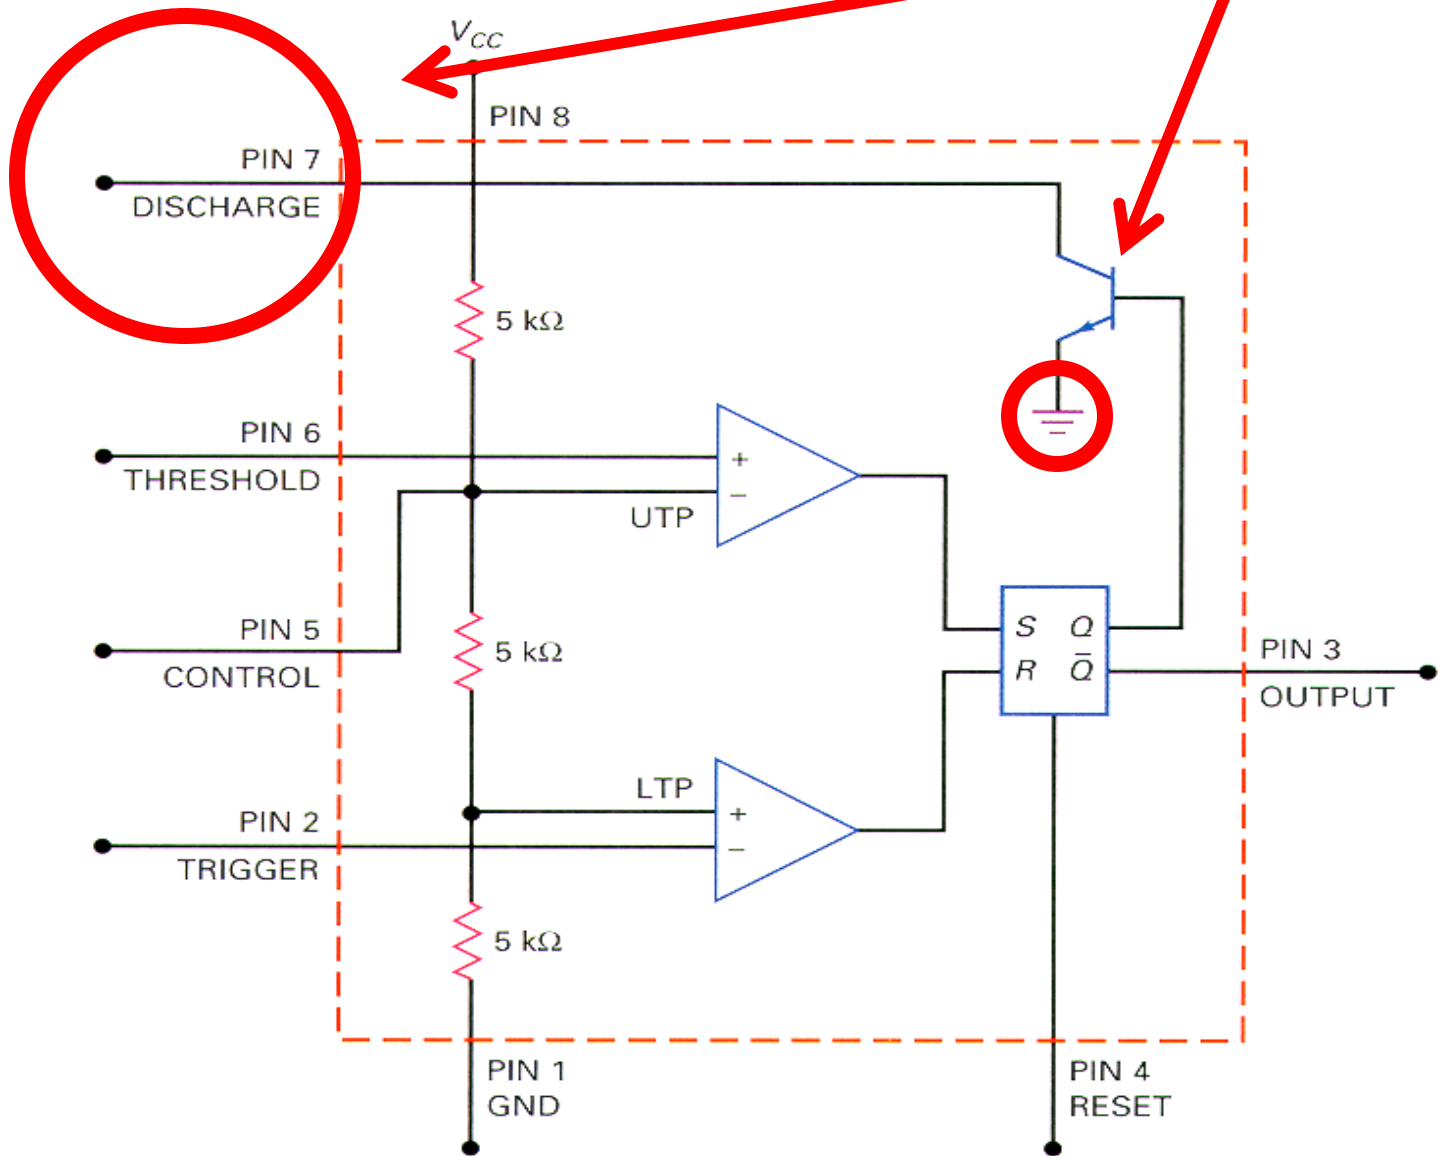 VCC
PIN 8
PIN 7
DISCHARGE
5 kΩ
PIN 6
THRESHOLD
+
−
UTP
PIN 5
CONTROL
5 kΩ
S Q
R Q̅
PIN 3
OUTPUT
LTP
+
−
PIN 2
TRIGGER
5 kΩ
PIN 1
GND
PIN 4
RESET